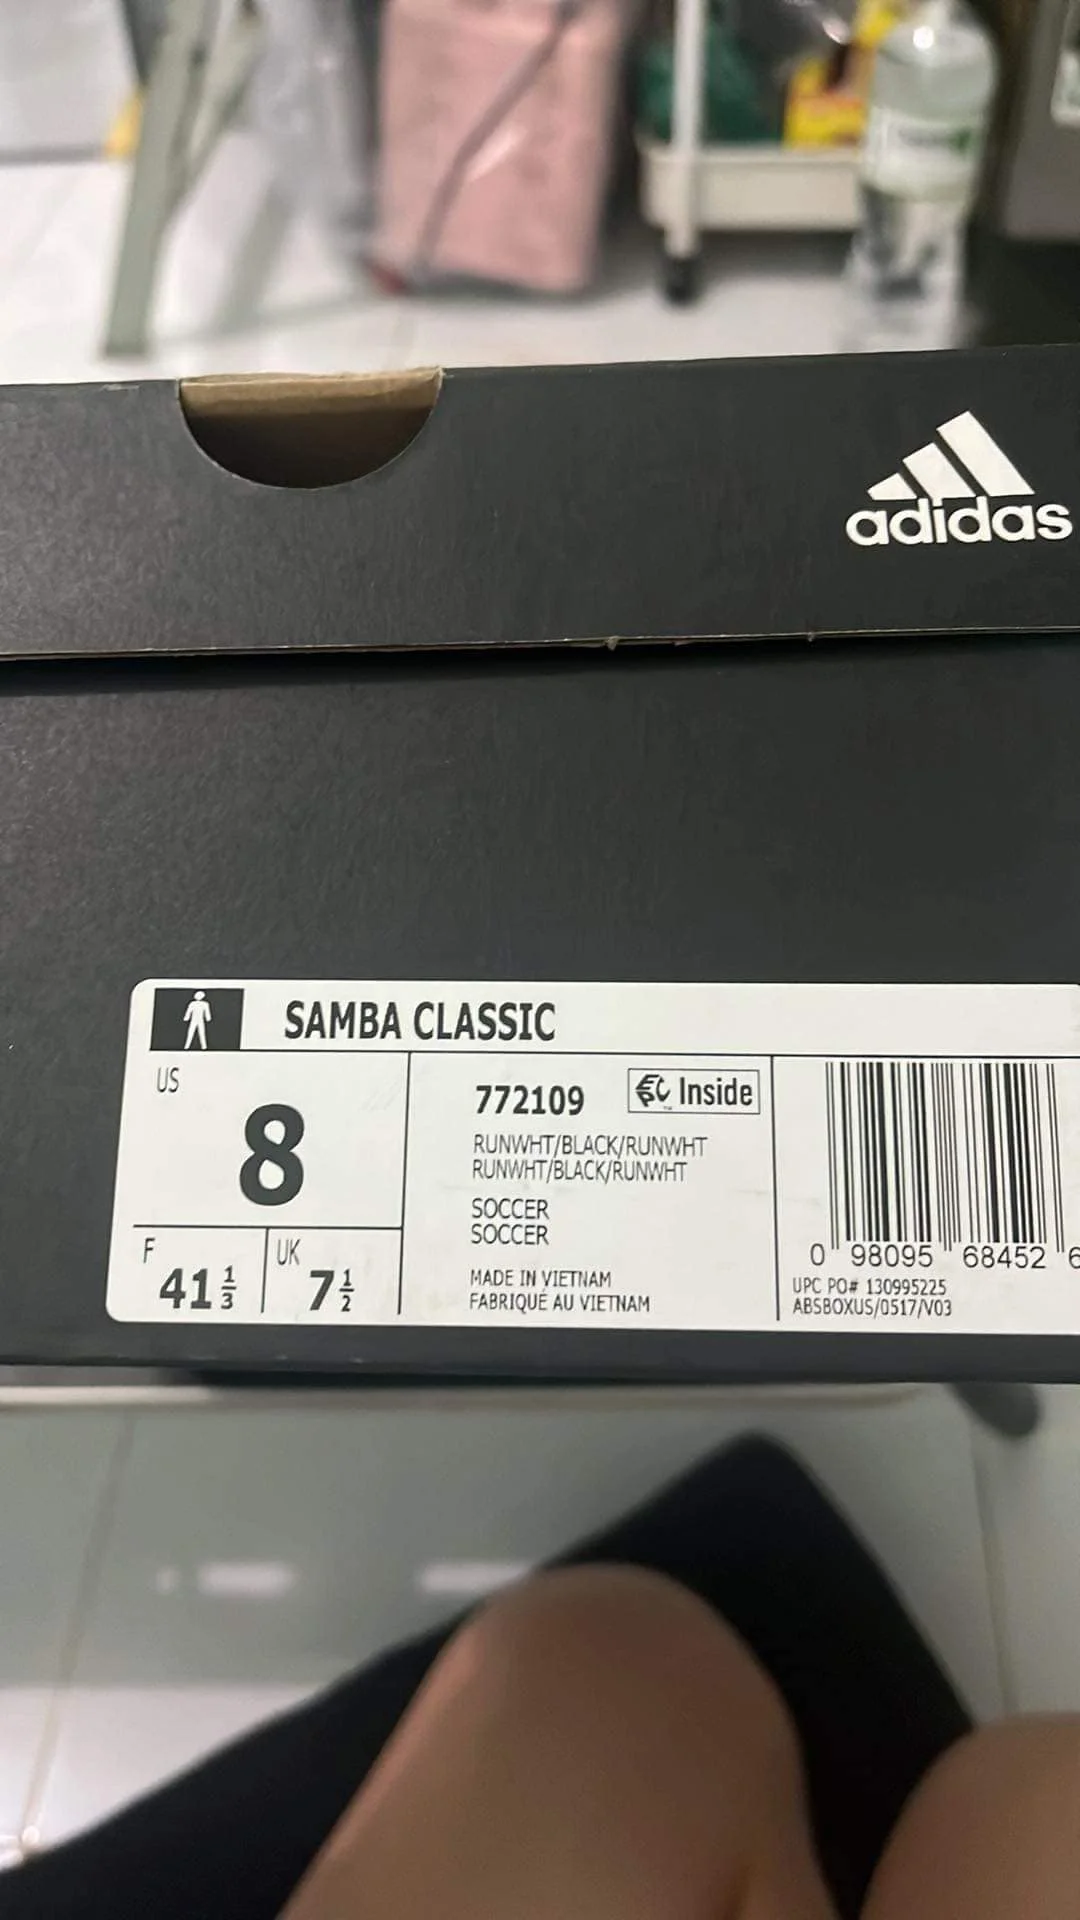 adidas
SAMBA CLASSIC
US
8
F
41 1/3
UK
7 1/2
772109
Inside
RUNWHT/BLACK/RUNWHT
RUNWHT/BLACK/RUNWHT
SOCCER
SOCCER
MADE IN VIETNAM
FABRIQUÉ AU VIETNAM
0 98095 68452 6
UPC PO# 130995225
ABSBOXUS/0517/V03